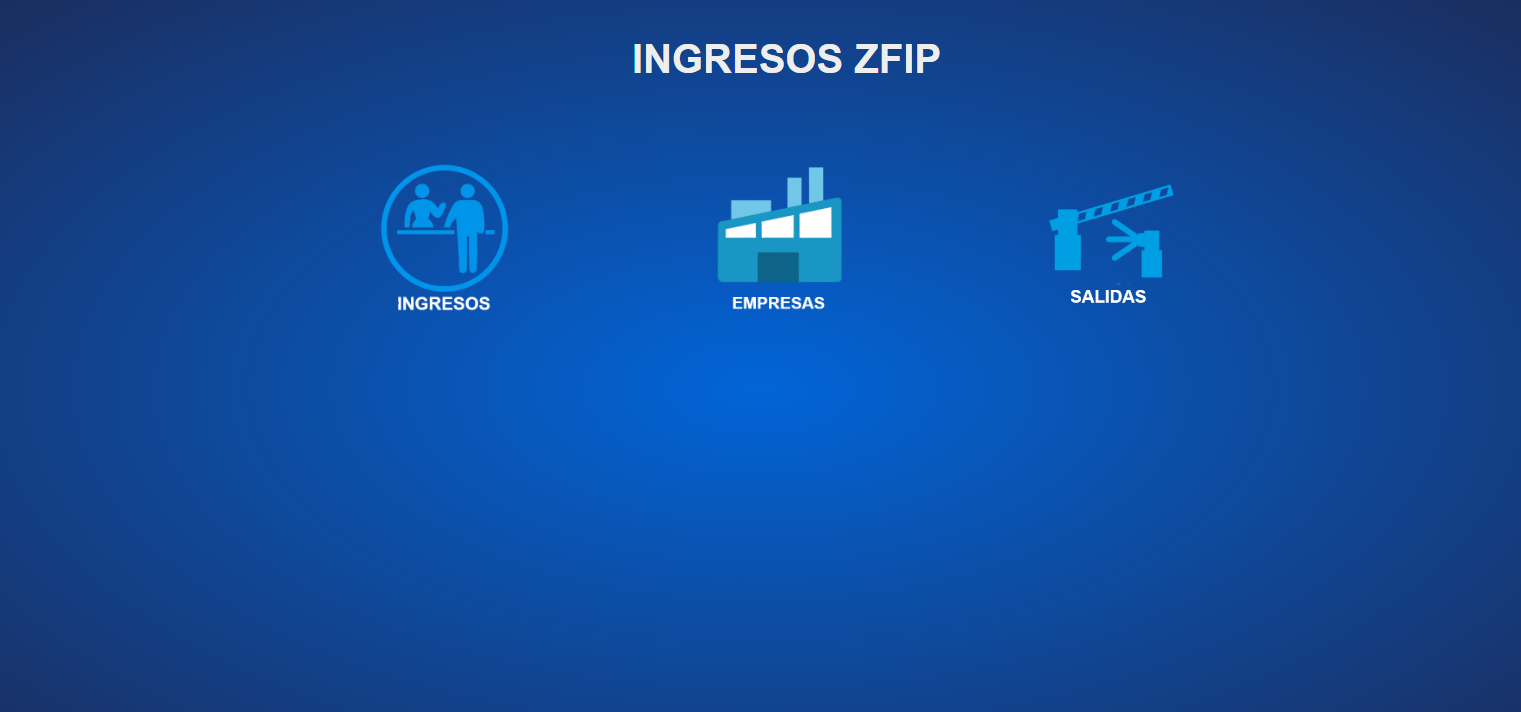 INGRESOS ZFIP
INGRESOS
EMPRESAS
SALIDAS